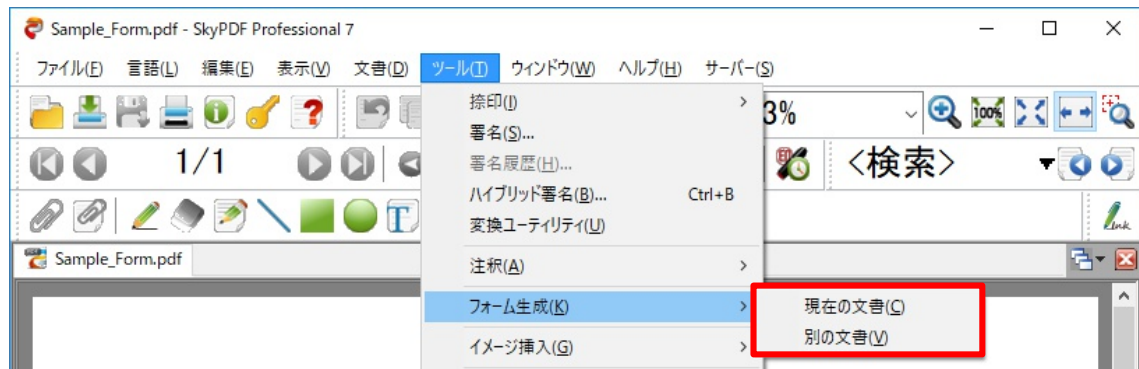 Sample_Form.pdf - SkyPDF Professional 7
ファイル(F) 言語(L) 編集(E) 表示(V) 文書(D) ツール(T) ウィンドウ(W) ヘルプ(H) サーバー(S)
捺印(I)
3%
100%
署名(S)...
1/1
署名履歴(H)...
<検索>
ハイブリッド署名(B)... Ctrl+B
変換ユーティリティ(U)
T
Link
Sample_Form.pdf
注釈(A)
フォーム生成(K)
現在の文書(C)
別の文書(V)
イメージ挿入(G)